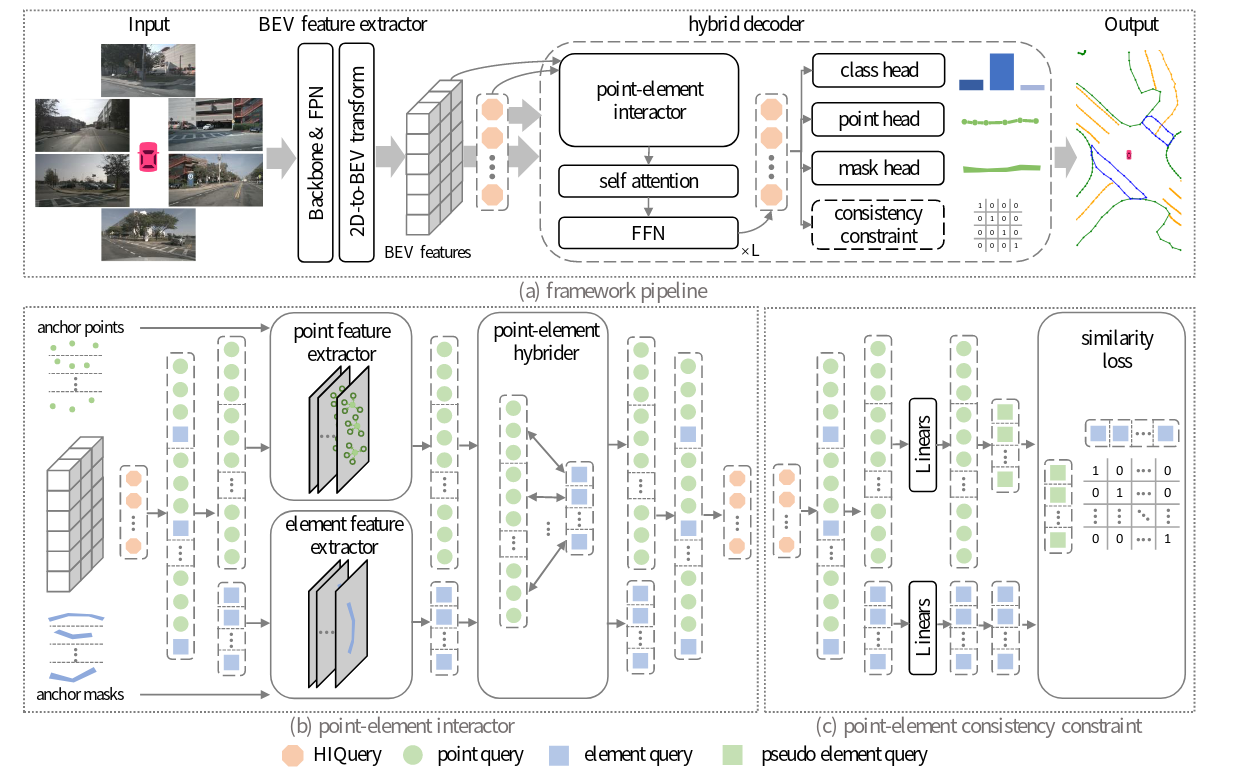 Input
BEV feature extractor
hybrid decoder
Output
Backbone & FPN
2D-to-BEV transform
BEV features
point-element
interactor
self attention
FFN
×L
class head
point head
mask head
consistency
constraint
1 0 0 0
0 1 0 0
0 0 1 0
0 0 0 1
(a) framework pipeline
anchor points
anchor masks
point feature
extractor
element feature
extractor
point-element
hybrider
(b) point-element interactor
Linears
Linears
similarity
loss
1 0 ... 0
0 1 ... 0
0 0 ... 1
(c) point-element consistency constraint
HIQuery
point query
element query
pseudo element query